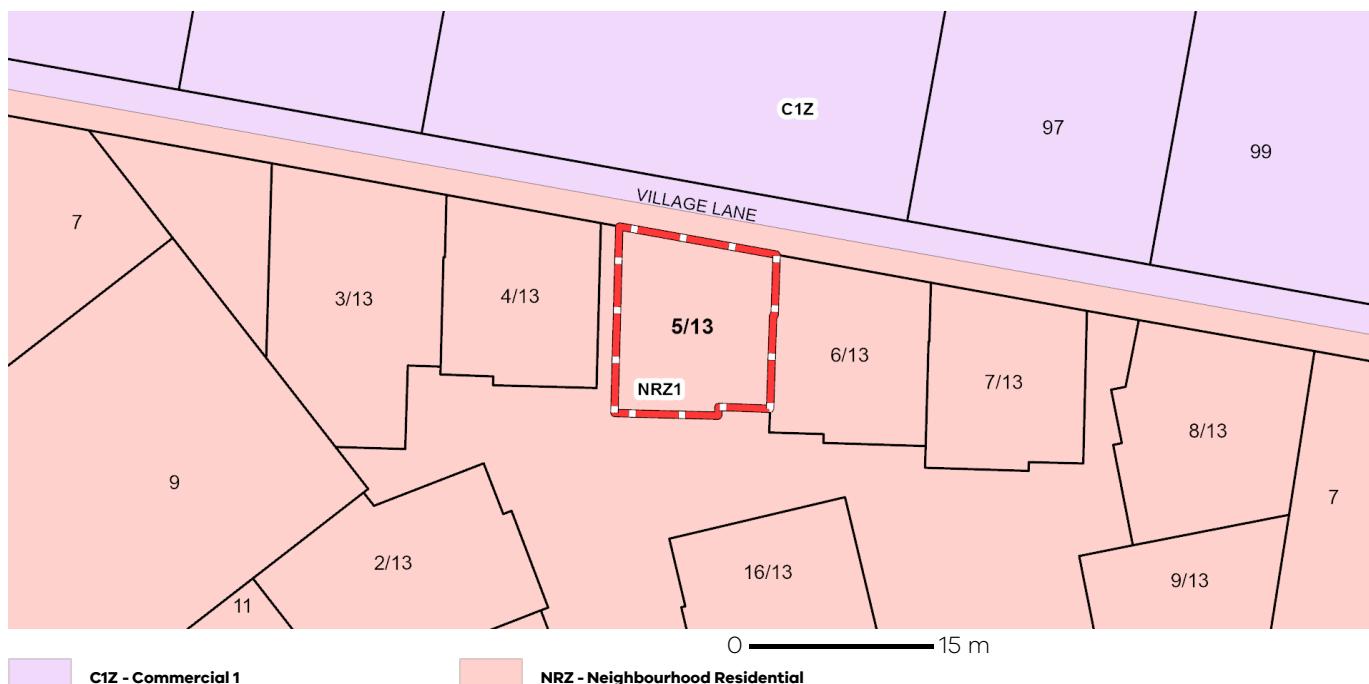 C1Z
97
99
VILLAGE LANE
7
3/13
4/13
5/13
6/13
7/13
NRZ1
8/13
9
7
2/13
16/13
9/13
11
0 15 m
C1Z - Commercial 1
NRZ - Neighbourhood Residential